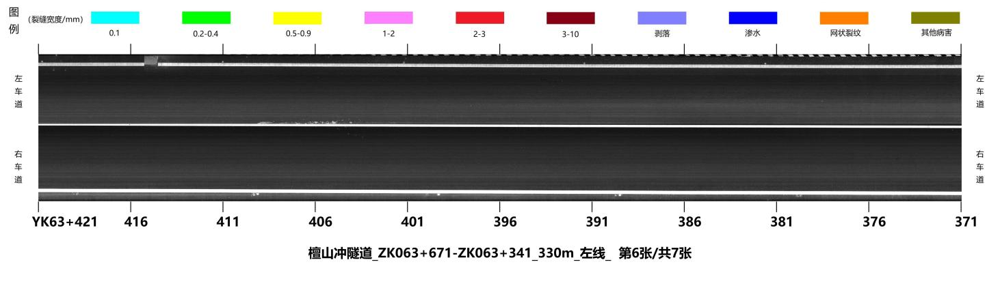 图例
(裂缝宽度/mm)
0.1 0.2-0.4 0.5-0.9 1-2 2-3 3-10 剥落 渗水 网状裂纹 其他病害
左车道 左车道
右车道 右车道
YK63+421 416 411 406 401 396 391 386 381 376 371
檀山冲隧道_ZK063+671-ZK063+341_330m_左线_ 第6张/共7张